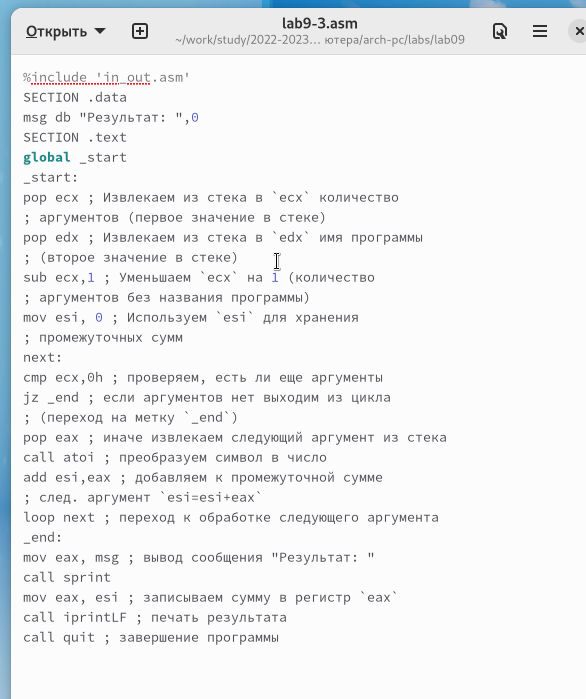 Открыть
lab9-3.asm
~/work/study/2022-2023… ютера/arch-pc/labs/lab09
%include 'in_out.asm'
SECTION .data
msg db "Результат: ",0
SECTION .text
global _start
_start:
pop ecx ; Извлекаем из стека в `ecx` количество
; аргументов (первое значение в стеке)
pop edx ; Извлекаем из стека в `edx` имя программы
; (второе значение в стеке)
sub ecx,1 ; Уменьшаем `ecx` на 1 (количество
; аргументов без названия программы)
mov esi, 0 ; Используем `esi` для хранения
; промежуточных сумм
next:
cmp ecx,0h ; проверяем, есть ли еще аргументы
jz _end ; если аргументов нет выходим из цикла
; (переход на метку `_end`)
pop eax ; иначе извлекаем следующий аргумент из стека
call atoi ; преобразуем символ в число
add esi,eax ; добавляем к промежуточной сумме
; след. аргумент `esi=esi+eax`
loop next ; переход к обработке следующего аргумента
_end:
mov eax, msg ; вывод сообщения "Результат: "
call sprint
mov eax, esi ; записываем сумму в регистр `eax`
call iprintLF ; печать результата
call quit ; завершение программы